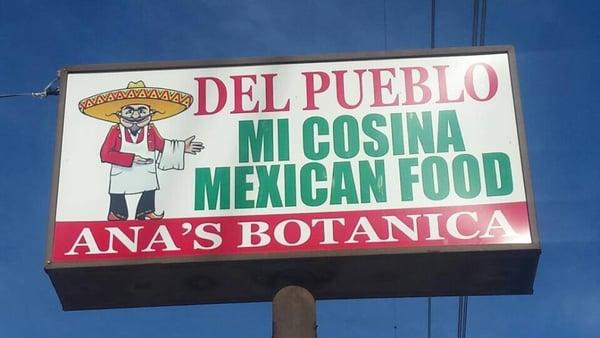 DEL PUEBLO
MI COSINA
MEXICAN FOOD
ANA'S BOTANICA